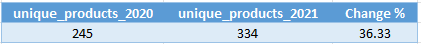 unique_products_2020 unique_products_2021 Change %
245 334 36.33